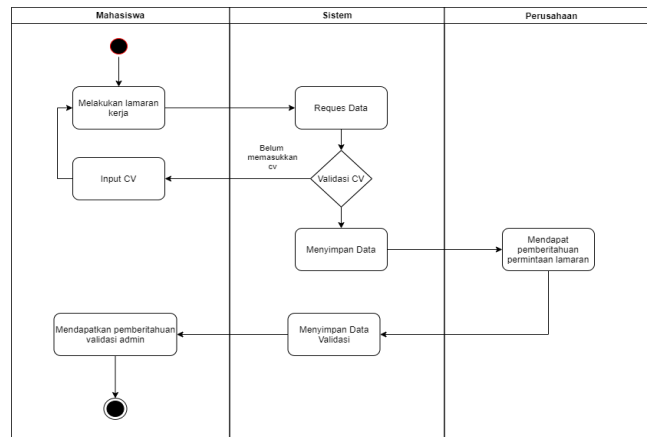 Mahasiswa
Sistem
Perusahaan
Melakukan lamaran
kerja
Reques Data
Belum
memasukkan
cv
Input CV
Validasi CV
Menyimpan Data
Mendapat
pemberitahuan
permintaan lamaran
Mendapatkan pemberitahuan
validasi admin
Menyimpan Data
Validasi